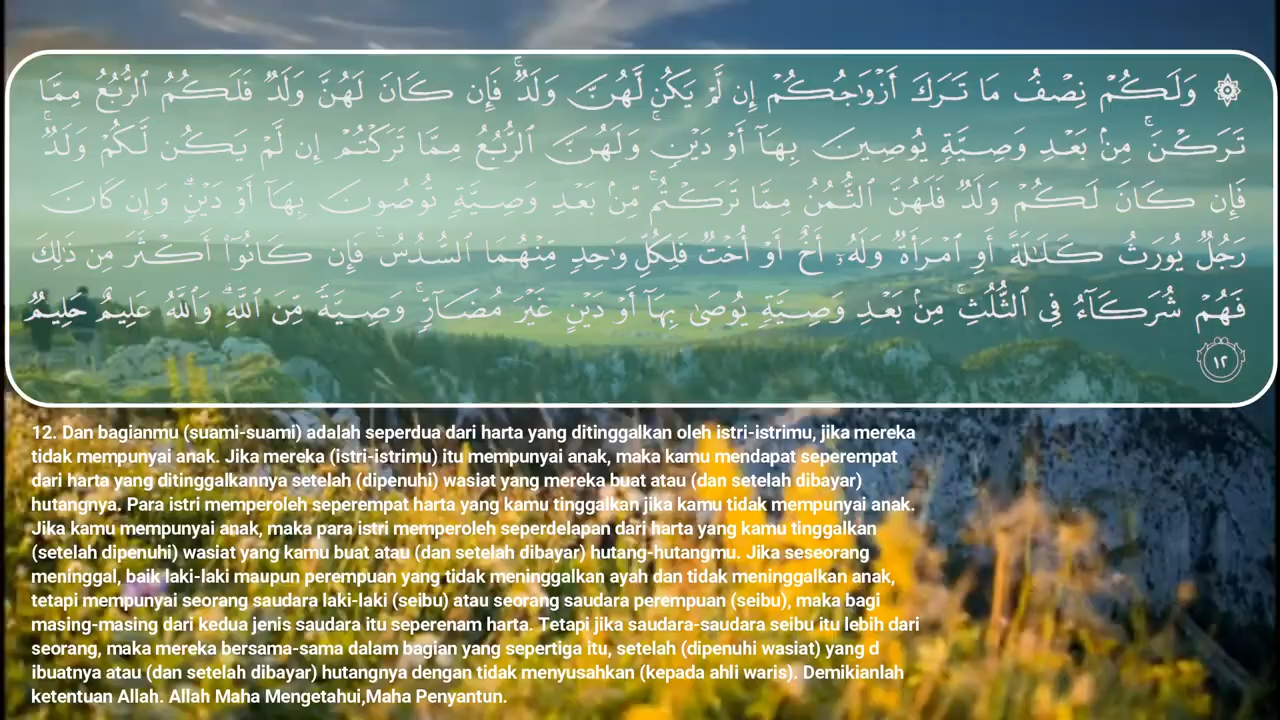 ۞ وَلَكُمْ نِصْفُ مَا تَرَكَ أَزْوَٰجُكُمْ إِن لَّمْ يَكُن لَّهُنَّ وَلَدٌ ۚ فَإِن كَانَ لَهُنَّ وَلَدٌ فَلَكُمُ ٱلرُّبُعُ مِمَّا
تَرَكْنَ ۚ مِنۢ بَعْدِ وَصِيَّةٍ يُوصِينَ بِهَآ أَوْ دَيْنٍ ۚ وَلَهُنَّ ٱلرُّبُعُ مِمَّا تَرَكْتُمْ إِن لَّمْ يَكُن لَّكُمْ وَلَدٌ ۚ
فَإِن كَانَ لَكُمْ وَلَدٌ فَلَهُنَّ ٱلثُّمُنُ مِمَّا تَرَكْتُم ۚ مِّنۢ بَعْدِ وَصِيَّةٍ تُوصُونَ بِهَآ أَوْ دَيْنٍ ۗ وَإِن كَانَ
رَجُلٌ يُورَثُ كَلَٰلَةً أَوِ ٱمْرَأَةٌ وَلَهُۥٓ أَخٌ أَوْ أُخْتٌ فَلِكُلِّ وَٰحِدٍ مِّنْهُمَا ٱلسُّدُسُ ۚ فَإِن كَانُوٓا۟ أَكْثَرَ مِن ذَٰلِكَ
فَهُمْ شُرَكَآءُ فِى ٱلثُّلُثِ ۚ مِنۢ بَعْدِ وَصِيَّةٍ يُوصَىٰ بِهَآ أَوْ دَيْنٍ غَيْرَ مُضَآرٍّ ۚ وَصِيَّةً مِّنَ ٱللَّهِ ۗ وَٱللَّهُ عَلِيمٌ حَلِيمٌ
١٢
12. Dan bagianmu (suami-suami) adalah seperdua dari harta yang ditinggalkan oleh istri-istrimu, jika mereka
tidak mempunyai anak. Jika mereka (istri-istrimu) itu mempunyai anak, maka kamu mendapat seperempat
dari harta yang ditinggalkannya setelah (dipenuhi) wasiat yang mereka buat atau (dan setelah dibayar)
hutangnya. Para istri memperoleh seperempat harta yang kamu tinggalkan jika kamu tidak mempunyai anak.
Jika kamu mempunyai anak, maka para istri memperoleh seperdelapan dari harta yang kamu tinggalkan
(setelah dipenuhi) wasiat yang kamu buat atau (dan setelah dibayar) hutang-hutangmu. Jika seseorang
meninggal, baik laki-laki maupun perempuan yang tidak meninggalkan ayah dan tidak meninggalkan anak,
tetapi mempunyai seorang saudara laki-laki (seibu) atau seorang saudara perempuan (seibu), maka bagi
masing-masing dari kedua jenis saudara itu seperenam harta. Tetapi jika saudara-saudara seibu itu lebih dari
seorang, maka mereka bersama-sama dalam bagian yang sepertiga itu, setelah (dipenuhi wasiat) yang d
ibuatnya atau (dan setelah dibayar) hutangnya dengan tidak menyusahkan (kepada ahli waris). Demikianlah
ketentuan Allah. Allah Maha Mengetahui,Maha Penyantun.